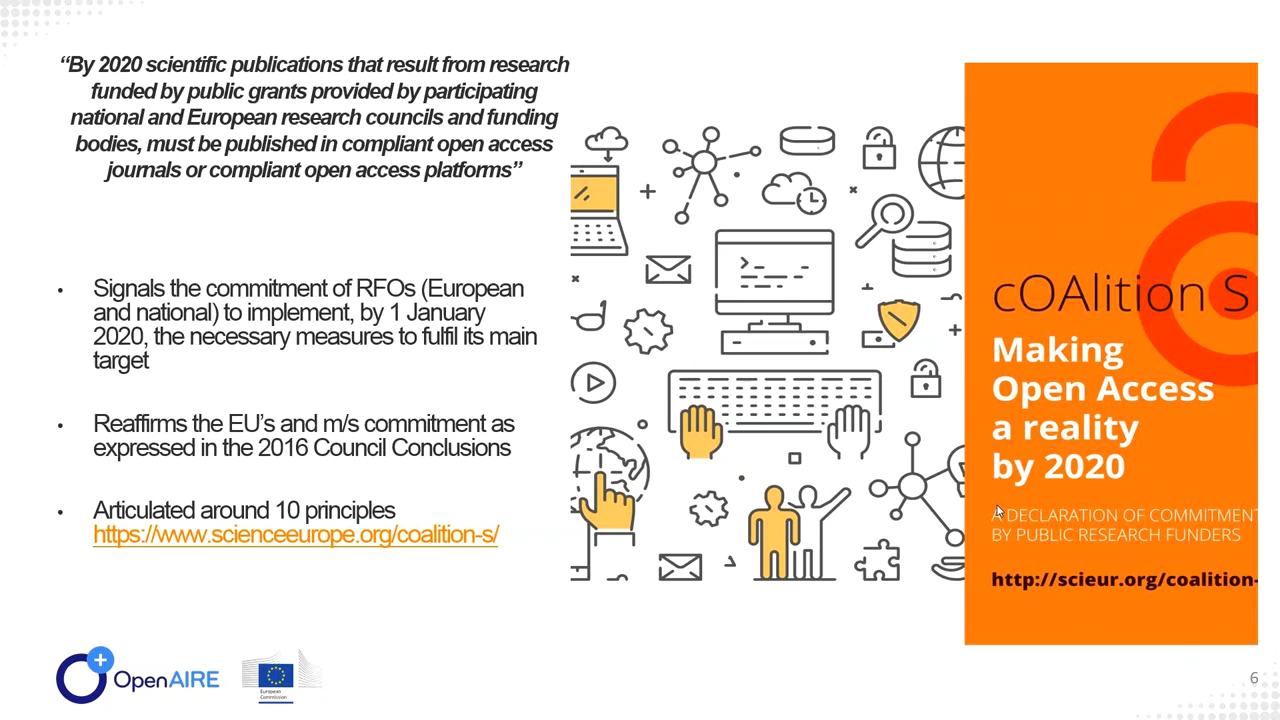 “By 2020 scientific publications that result from research
funded by public grants provided by participating
national and European research councils and funding
bodies, must be published in compliant open access
journals or compliant open access platforms”
• Signals the commitment of RFOs (European
and national) to implement, by 1 January
2020, the necessary measures to fulfil its main
target
• Reaffirms the EU’s and m/s commitment as
expressed in the 2016 Council Conclusions
• Articulated around 10 principles
https://www.scienceeurope.org/coalition-s/
cOAlition S
Making
Open Access
a reality
by 2020
A DECLARATION OF COMMITMENT
BY PUBLIC RESEARCH FUNDERS
http://scieur.org/coalition-
OpenAIRE
European
Commission
6